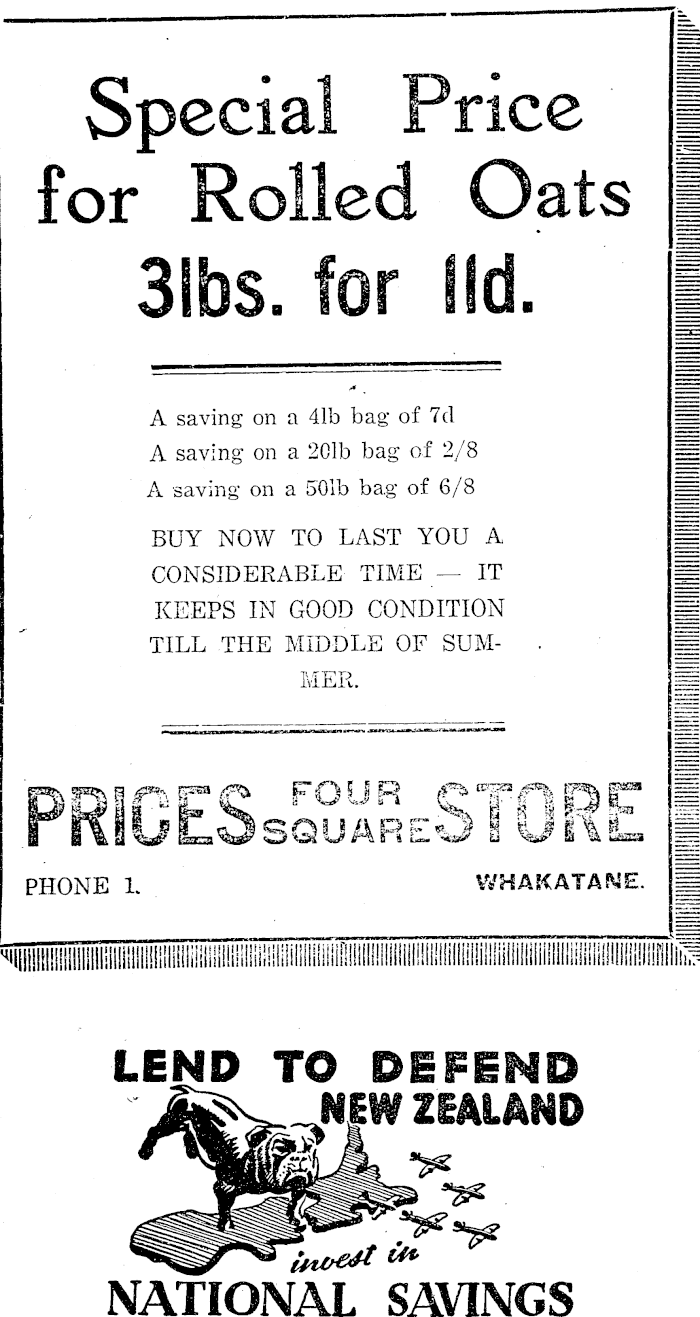 Special Price
for Rolled Oats
3lbs. for 11d.
A saving on a 4lb bag of 7d
A saving on a 20lb bag of 2/8
A saving on a 50lb bag of 6/8
BUY NOW TO LAST YOU A
CONSIDERABLE TIME — IT
KEEPS IN GOOD CONDITION
TILL THE MIDDLE OF SUM-
MER.
PRICES FOUR SQUARE STORE
PHONE 1.
WHAKATANE.
LEND TO DEFEND
NEW ZEALAND
invest in
NATIONAL SAVINGS